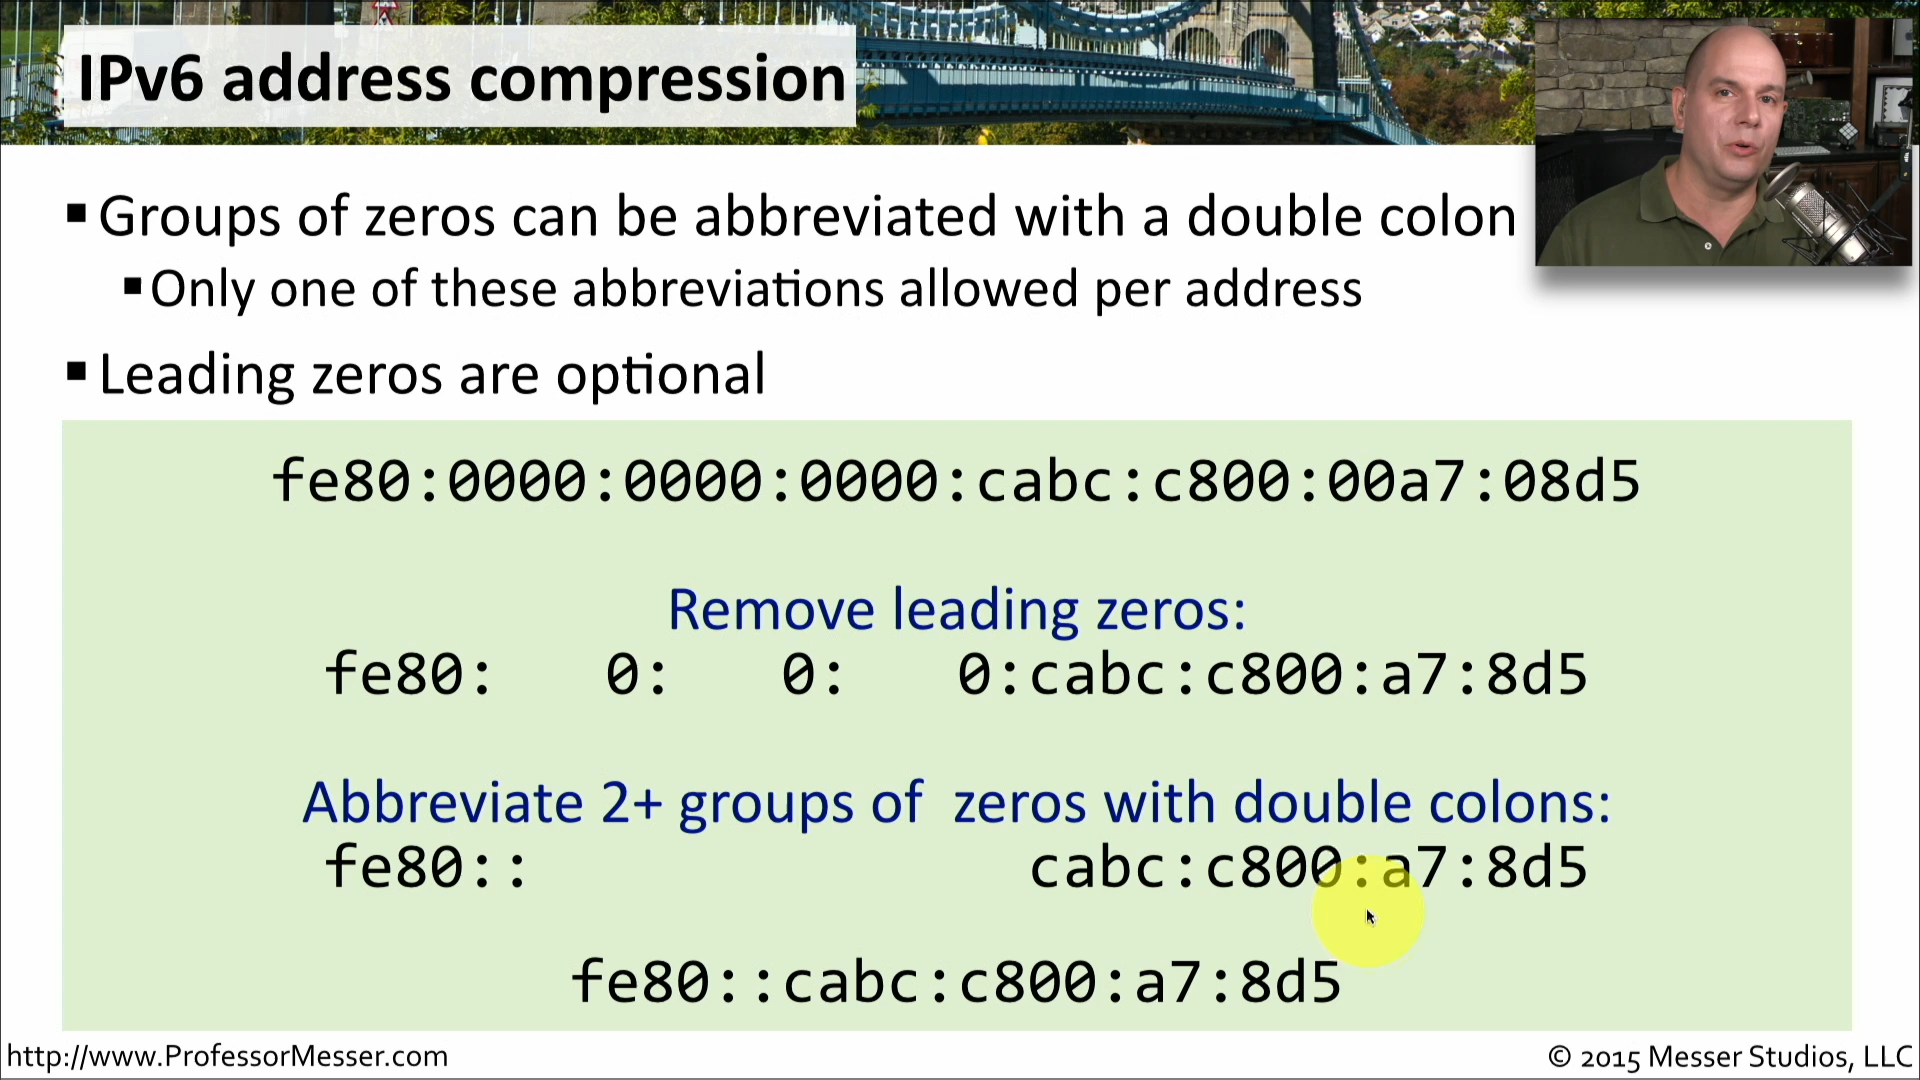 IPv6 address compression
▪ Groups of zeros can be abbreviated with a double colon
▪ Only one of these abbreviations allowed per address
▪ Leading zeros are optional
fe80:0000:0000:0000:cabc:c800:00a7:08d5
Remove leading zeros:
fe80:   0:   0:   0:cabc:c800:a7:8d5
Abbreviate 2+ groups of  zeros with double colons:
fe80::               cabc:c800:a7:8d5
fe80::cabc:c800:a7:8d5
http://www.ProfessorMesser.com
© 2015 Messer Studios, LLC